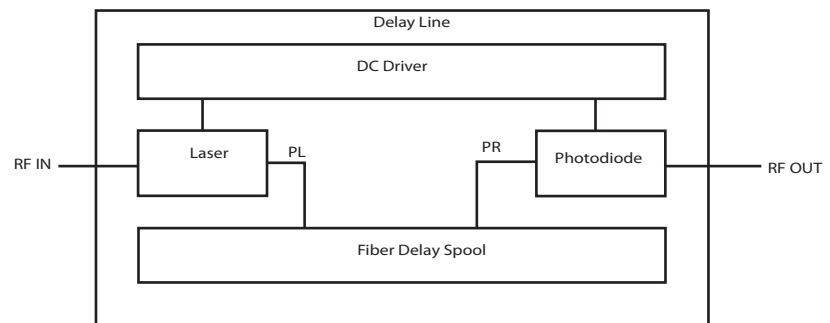 Delay Line
DC Driver
Laser
PL
PR
Photodiode
RF IN
RF OUT
Fiber Delay Spool